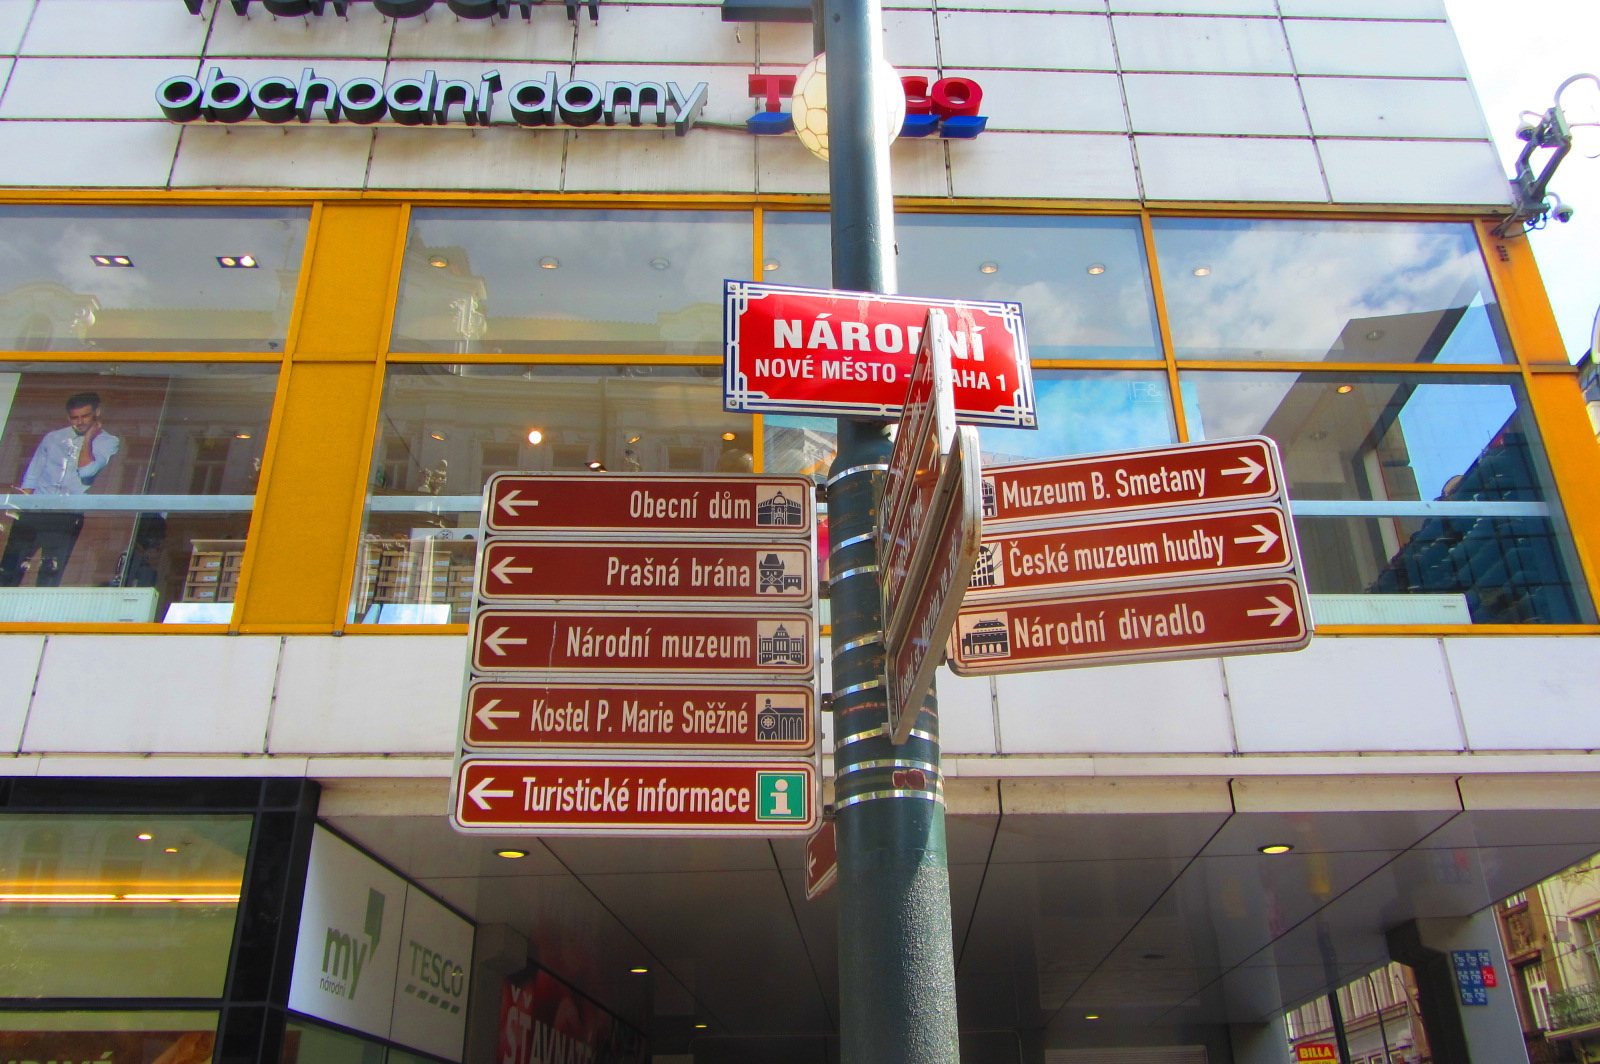 obchodní domy
NÁRODNÍ
NOVÉ MĚSTO - PRAHA 1
Obecní dům
Prašná brána
Národní muzeum
Kostel P. Marie Sněžné
Turistické informace
i
Muzeum B. Smetany
České muzeum hudby
Národní divadlo
my
národní
TESCO
BILLA